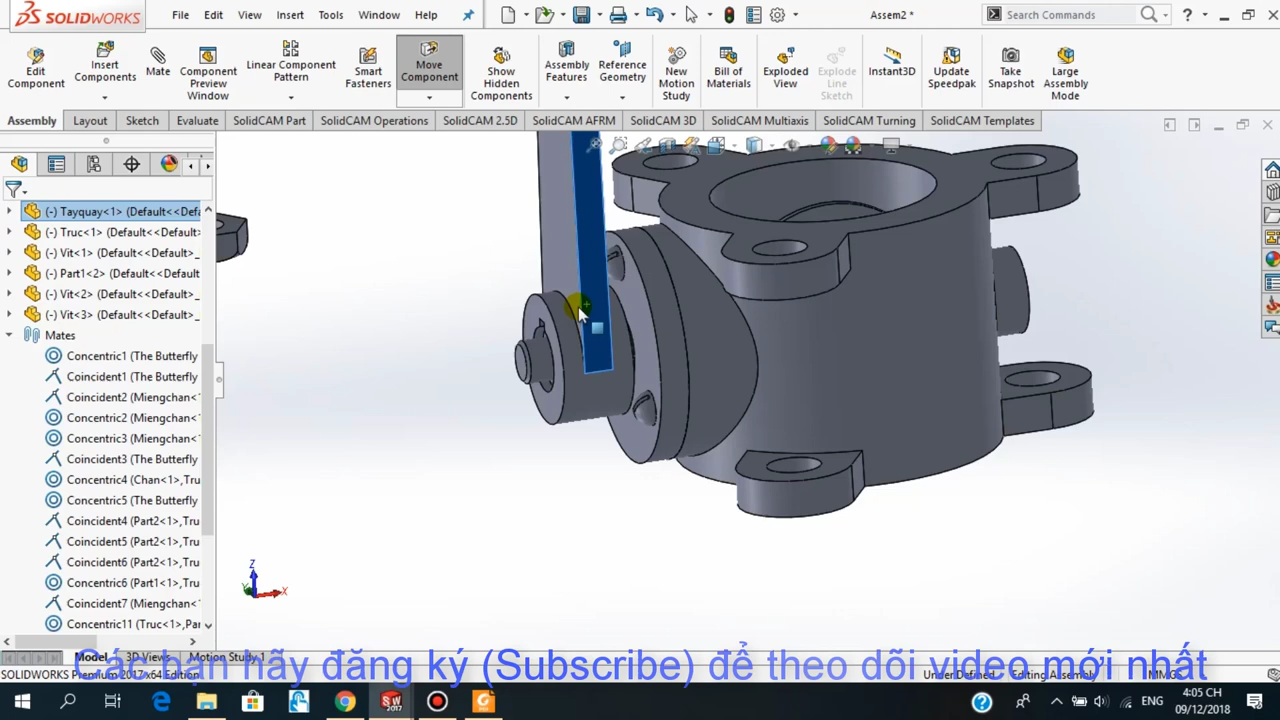 SOLIDWORKS
File Edit View Insert Tools Window Help
Assem2 *
Search Commands
Edit Component
Insert Components
Mate
Component Preview Window
Linear Component Pattern
Smart Fasteners
Move Component
Show Hidden Components
Assembly Features
Reference Geometry
New Motion Study
Bill of Materials
Exploded View
Explode Line Sketch
Instant3D
Update Speedpak
Take Snapshot
Large Assembly Mode
Assembly Layout Sketch Evaluate SolidCAM Part SolidCAM Operations SolidCAM 2.5D SolidCAM AFRM SolidCAM 3D SolidCAM Multiaxis SolidCAM Turning SolidCAM Templates
(-) Tayquay<1> (Default<<Defa
(-) Truc<1> (Default<<Default>_
(-) Vit<1> (Default<<Default>_
(-) Part1<2> (Default<<Default
(-) Vit<2> (Default<<Default>_
(-) Vit<3> (Default<<Default>_
Mates
Concentric1 (The Butterfly
Coincident1 (The Butterfly
Coincident2 (Miengchan<
Concentric2 (Miengchan<
Concentric3 (Miengchan<
Coincident3 (The Butterfly
Concentric4 (Chan<1>,Tru
Concentric5 (The Butterfly
Coincident4 (Part2<1>,Tru
Coincident5 (Part2<1>,Tru
Coincident6 (Part2<1>,Tru
Concentric6 (Part1<1>,Tru
Coincident7 (Miengchan<
Concentric11 (Truc<1>,Par
Z
Y
X
Model 3D Views Motion Study 1
Các bạn hãy đăng ký (Subscribe) để theo dõi video mới nhất
SOLIDWORKS Premium 2017 x64 Edition
Under Defined
Editing Assembly
SW
2017
ENG
4:05 CH
09/12/2018